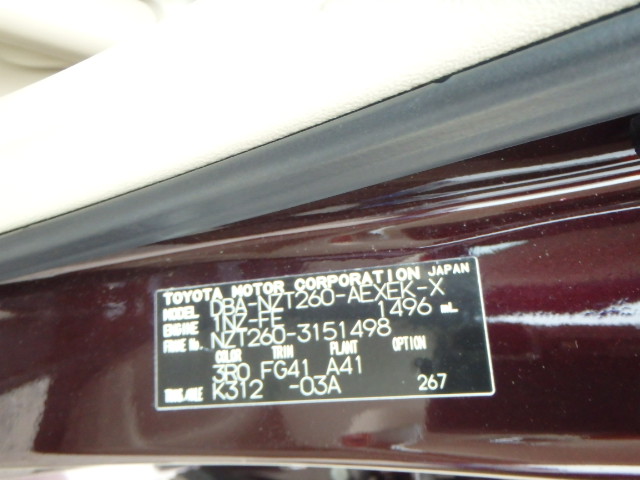 TOYOTA MOTOR CORPORATION JAPAN
MODEL DBA-NZT260-AEXEK-X
ENGINE 1NZ-FE 1496 mL
FRAME No. NZT260-3151498
COLOR TRIM PLANT OPTION
3R0 FG41 A41
TRANS./AXLE K312 -03A 267